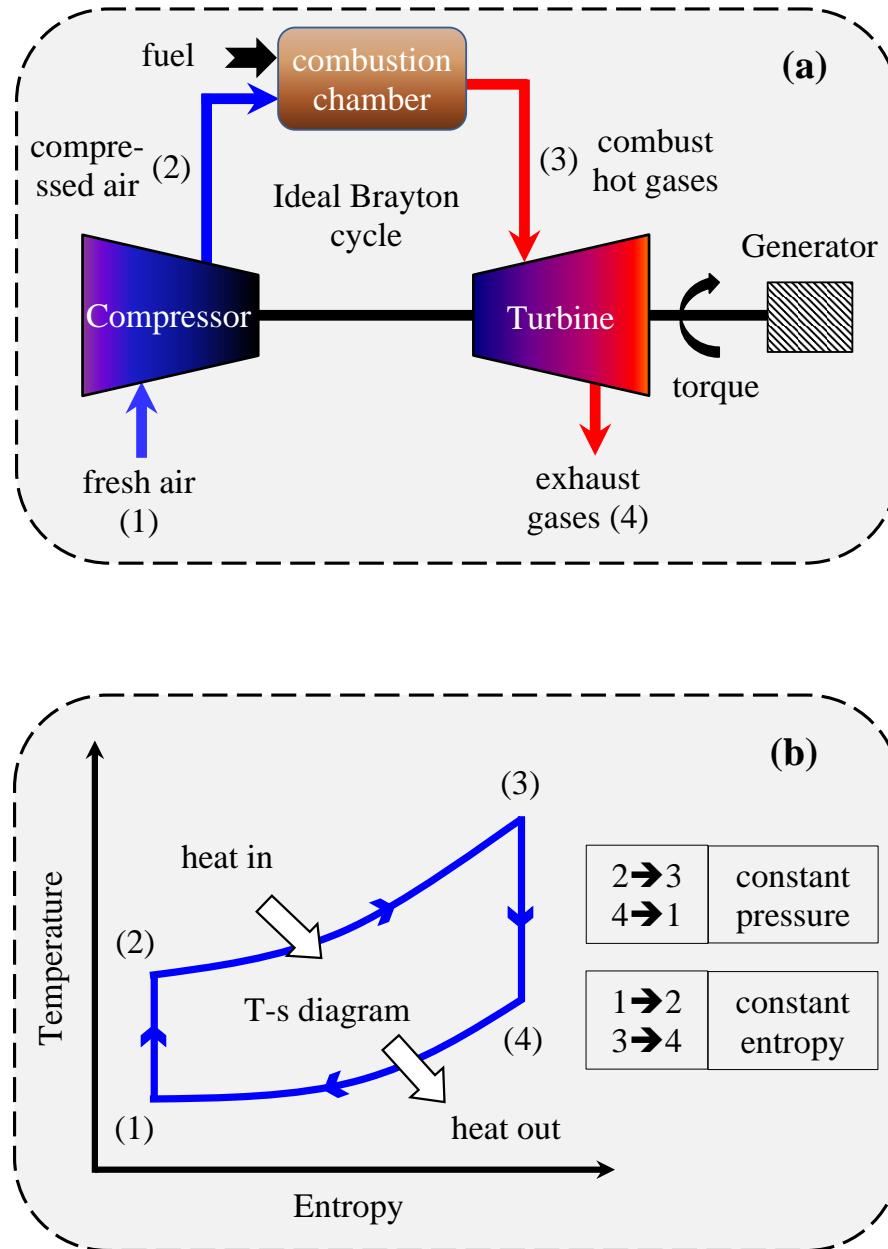 (a)
fuel
combustion
chamber
compre-
ssed air
(2)
(3)
combust
hot gases
Ideal Brayton
cycle
Generator
Compressor
Turbine
torque
fresh air
(1)
exhaust
gases (4)
(b)
(3)
heat in
2➔3
4➔1
constant
pressure
(2)
Temperature
T-s diagram
(4)
1➔2
3➔4
constant
entropy
(1)
heat out
Entropy